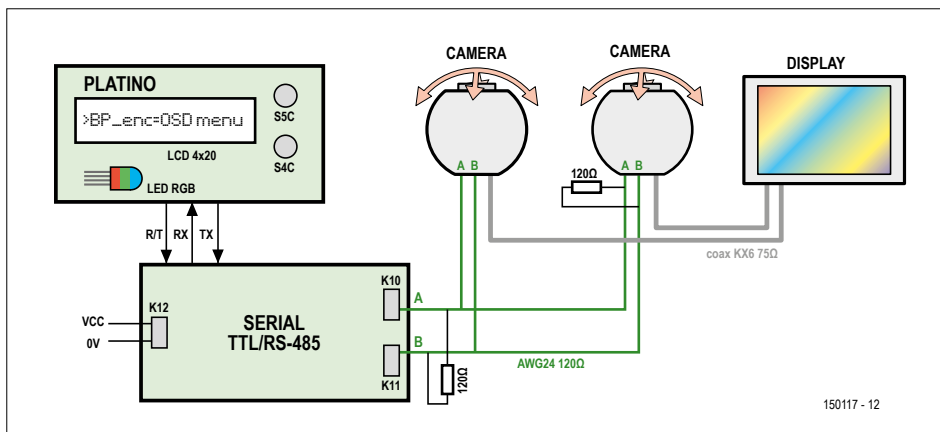 CAMERA
CAMERA
DISPLAY
PLATINO
>BP_enc=OSD menu
S5C
LCD 4x20
S4C
LED RGB
A B
A B
120Ω
R/T RX TX
coax KX6 75Ω
K10
A
K12
VCC
0V
SERIAL
TTL/RS-485
B
K11
120Ω
AWG24 120Ω
150117 - 12